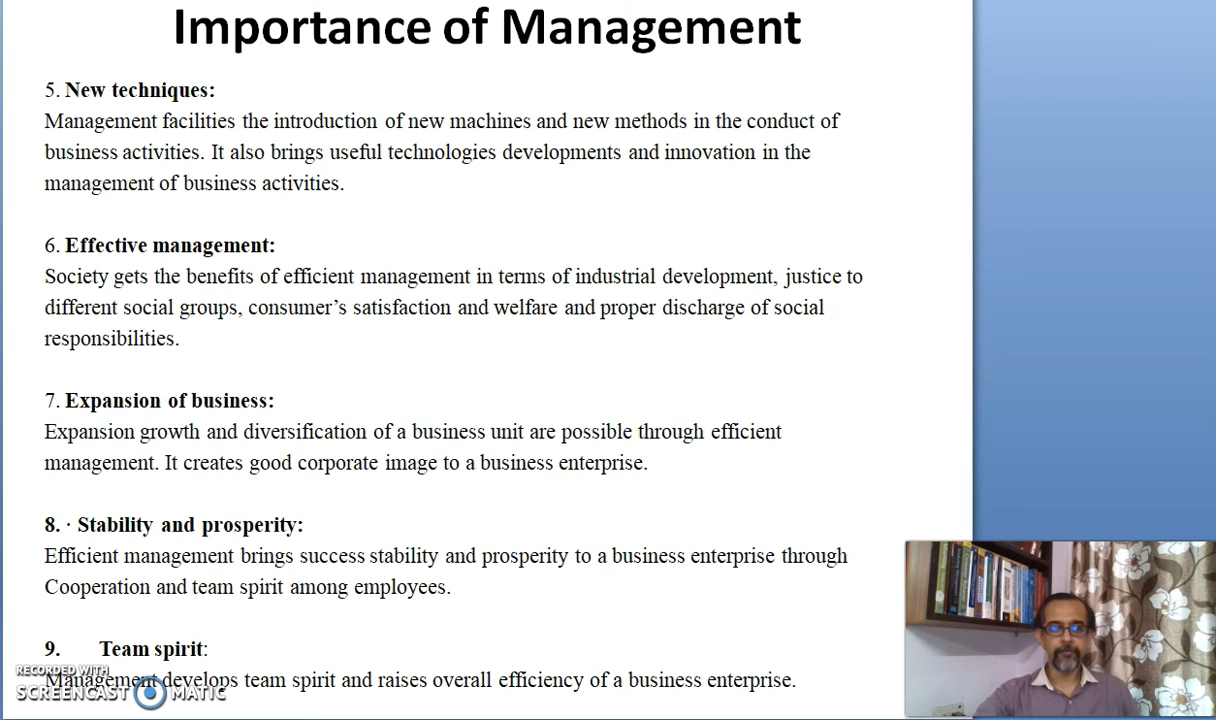 Importance of Management
5. New techniques:
Management facilities the introduction of new machines and new methods in the conduct of
business activities. It also brings useful technologies developments and innovation in the
management of business activities.
6. Effective management:
Society gets the benefits of efficient management in terms of industrial development, justice to
different social groups, consumer’s satisfaction and welfare and proper discharge of social
responsibilities.
7. Expansion of business:
Expansion growth and diversification of a business unit are possible through efficient
management. It creates good corporate image to a business enterprise.
8. · Stability and prosperity:
Efficient management brings success stability and prosperity to a business enterprise through
Cooperation and team spirit among employees.
9. Team spirit:
Management develops team spirit and raises overall efficiency of a business enterprise.
RECORDED WITH
SCREENCAST MATIC